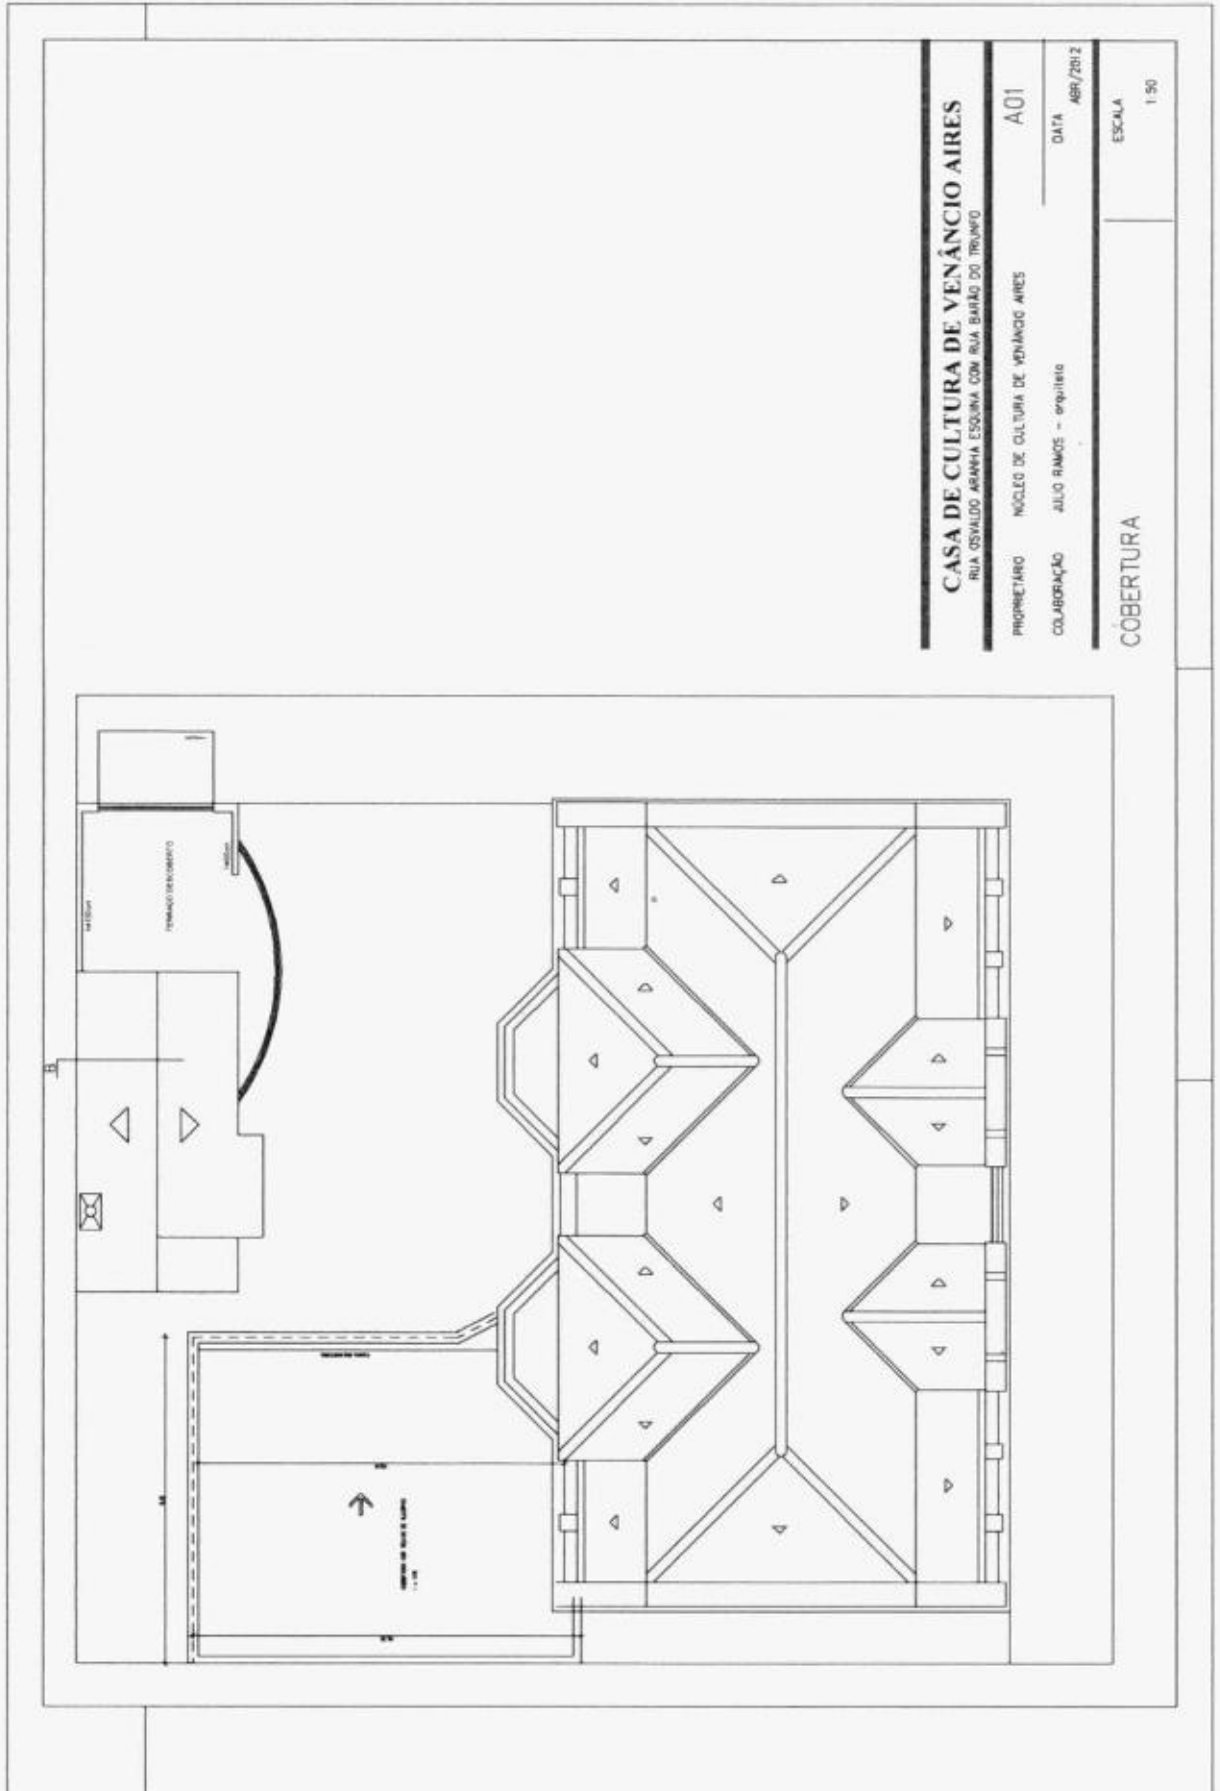 CASA DE CULTURA DE VENÂNCIO AIRES
RUA OSVALDO ARANHA ESQUINA COM RUA BARÃO DO TRIUNFO
PROPRIETÁRIO NÚCLEO DE CULTURA DE VENÂNCIO AIRES A01
COLABORAÇÃO JULIO RAMOS - arquiteto DATA
ABR/2012
COBERTURA ESCALA
1:50
TERRAÇO DESCOBERTO
B